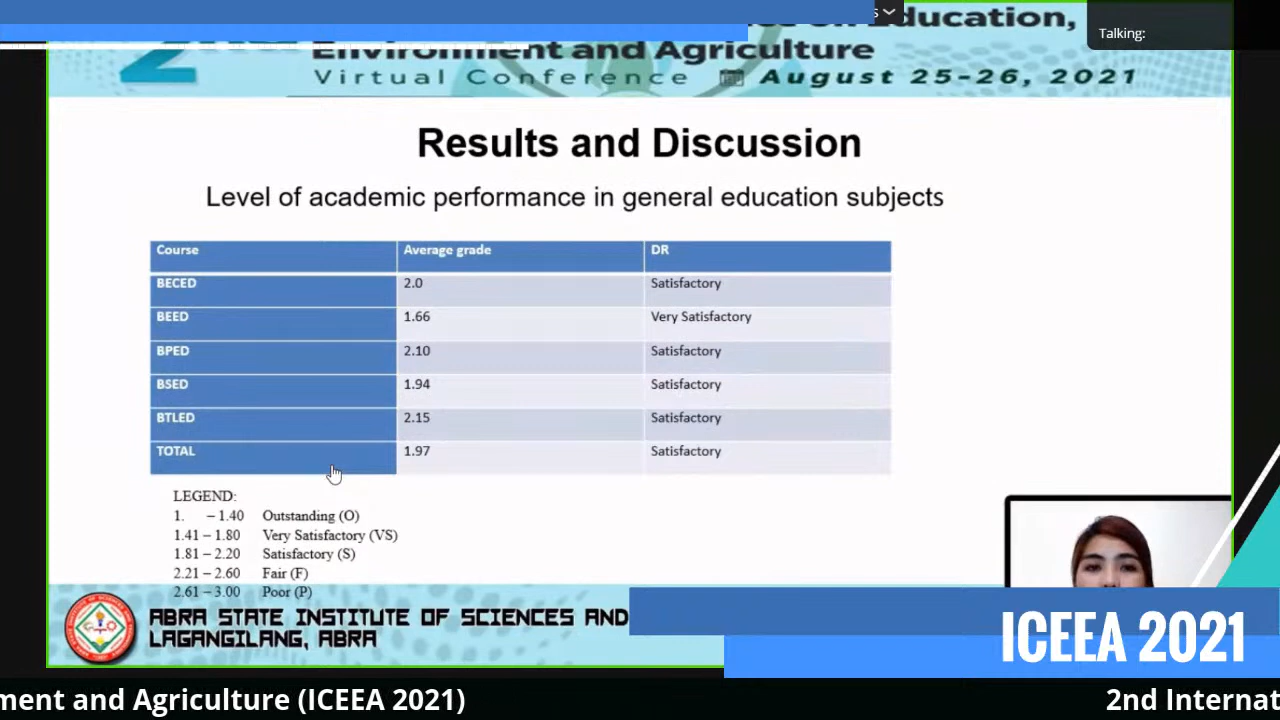 Talking:
Education,
Environment and Agriculture
Virtual Conference August 25-26, 2021
Results and Discussion
Level of academic performance in general education subjects
Course Average grade DR
BECED 2.0 Satisfactory
BEED 1.66 Very Satisfactory
BPED 2.10 Satisfactory
BSED 1.94 Satisfactory
BTLED 2.15 Satisfactory
TOTAL 1.97 Satisfactory
LEGEND:
1. – 1.40 Outstanding (O)
1.41 – 1.80 Very Satisfactory (VS)
1.81 – 2.20 Satisfactory (S)
2.21 – 2.60 Fair (F)
2.61 – 3.00 Poor (P)
ABRA STATE INSTITUTE OF SCIENCES AND
LAGANGILANG, ABRA
ICEEA 2021
ment and Agriculture (ICEEA 2021) 2nd Internat